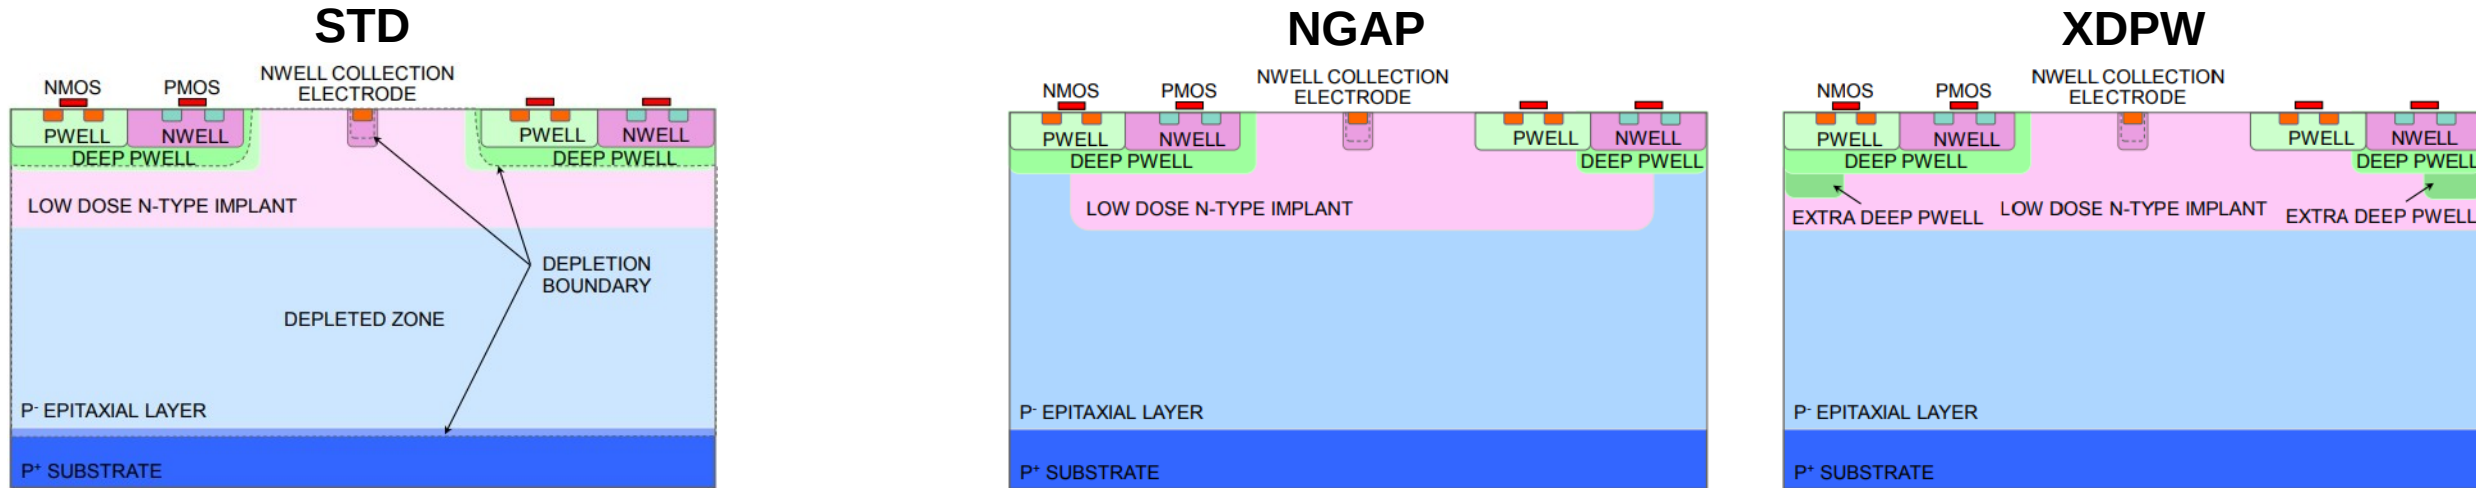 STD
NWELL COLLECTION
ELECTRODE
NMOS
PMOS
PWELL
NWELL
DEEP PWELL
PWELL
NWELL
DEEP PWELL
LOW DOSE N-TYPE IMPLANT
DEPLETION
BOUNDARY
DEPLETED ZONE
P- EPITAXIAL LAYER
P+ SUBSTRATE
NGAP
NWELL COLLECTION
ELECTRODE
NMOS
PMOS
PWELL
NWELL
DEEP PWELL
PWELL
NWELL
DEEP PWELL
LOW DOSE N-TYPE IMPLANT
P- EPITAXIAL LAYER
P+ SUBSTRATE
XDPW
NWELL COLLECTION
ELECTRODE
NMOS
PMOS
PWELL
NWELL
DEEP PWELL
PWELL
NWELL
DEEP PWELL
EXTRA DEEP PWELL
LOW DOSE N-TYPE IMPLANT
EXTRA DEEP PWELL
P- EPITAXIAL LAYER
P+ SUBSTRATE